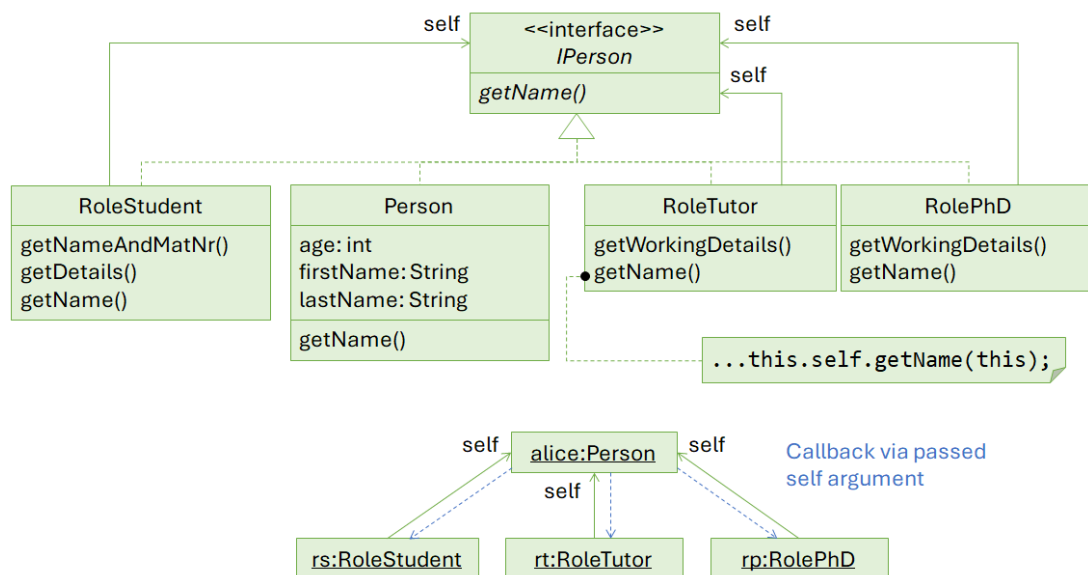 self
<<interface>>
IPerson
self
getName()
self
RoleStudent
getNameAndMatNr()
getDetails()
getName()
Person
age: int
firstName: String
lastName: String
getName()
RoleTutor
getWorkingDetails()
getName()
RolePhD
getWorkingDetails()
getName()
...this.self.getName(this);
self
alice:Person
self
self
Callback via passed
self argument
rs:RoleStudent
rt:RoleTutor
rp:RolePhD